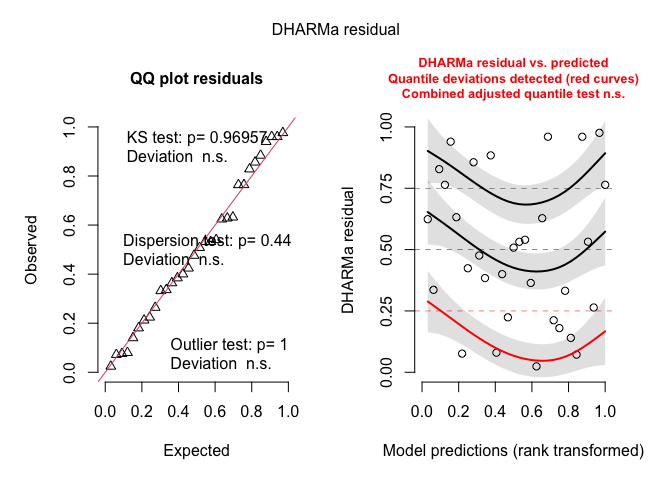 DHARMa residual
QQ plot residuals
KS test: p= 0.96957
Deviation n.s.
Dispersion test: p= 0.44
Deviation n.s.
Outlier test: p= 1
Deviation n.s.
Observed
0.0
0.2
0.4
0.6
0.8
1.0
0.0
0.2
0.4
0.6
0.8
1.0
Expected
DHARMa residual vs. predicted
Quantile deviations detected (red curves)
Combined adjusted quantile test n.s.
DHARMa residual
0.00
0.25
0.50
0.75
1.00
0.0
0.2
0.4
0.6
0.8
1.0
Model predictions (rank transformed)